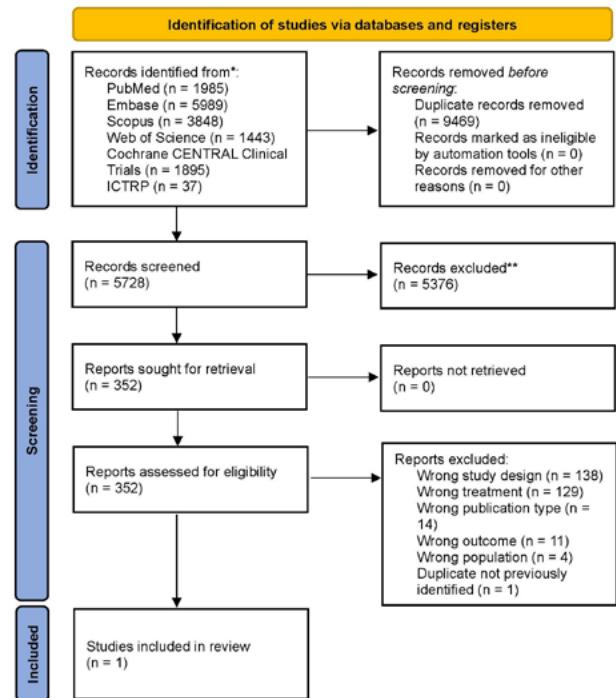 Identification of studies via databases and registers
Identification
Records identified from*:
PubMed (n = 1985)
Embase (n = 5989)
Scopus (n = 3848)
Web of Science (n = 1443)
Cochrane CENTRAL Clinical
Trials (n = 1895)
ICTRP (n = 37)
Records removed before
screening:
Duplicate records removed
(n = 9469)
Records marked as ineligible
by automation tools (n = 0)
Records removed for other
reasons (n = 0)
Screening
Records screened
(n = 5728)
Records excluded**
(n = 5376)
Reports sought for retrieval
(n = 352)
Reports not retrieved
(n = 0)
Reports assessed for eligibility
(n = 352)
Reports excluded:
Wrong study design (n = 138)
Wrong treatment (n = 129)
Wrong publication type (n =
14)
Wrong outcome (n = 11)
Wrong population (n = 4)
Duplicate not previously
identified (n = 1)
Included
Studies included in review
(n = 1)